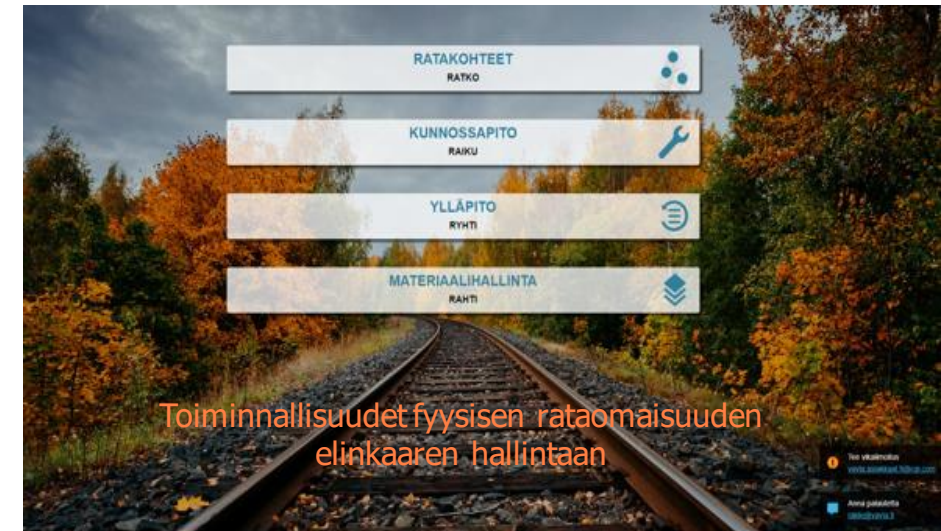 RATAKOHTEET
RATKO
KUNNOSSAPITO
RAIKU
YLLÄPITO
RYHTI
MATERIAALIHALLINTA
RAHTI
Toiminnallisuudet fyysisen rataomaisuuden
elinkaaren hallintaan
Tee vikailmoitus
Anna palautetta